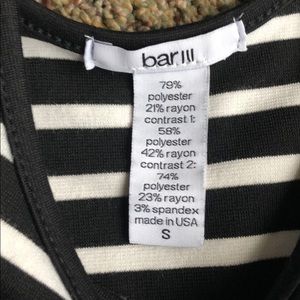 bar III
79%
polyester
21% rayon
contrast 1:
58%
polyester
42% rayon
contrast 2:
74%
polyester
23% rayon
3% spandex
made in USA
S